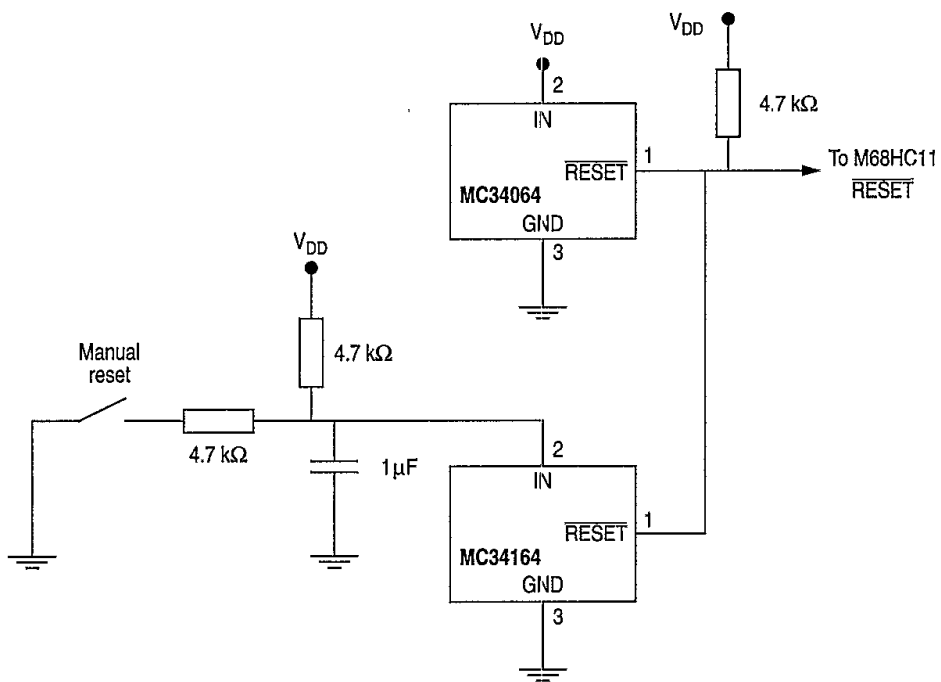 V_DD
V_DD
2
IN
4.7 kΩ
1
RESET
To M68HC11
RESET
MC34064
GND
3
V_DD
4.7 kΩ
Manual
reset
4.7 kΩ
1µF
2
IN
1
RESET
MC34164
GND
3